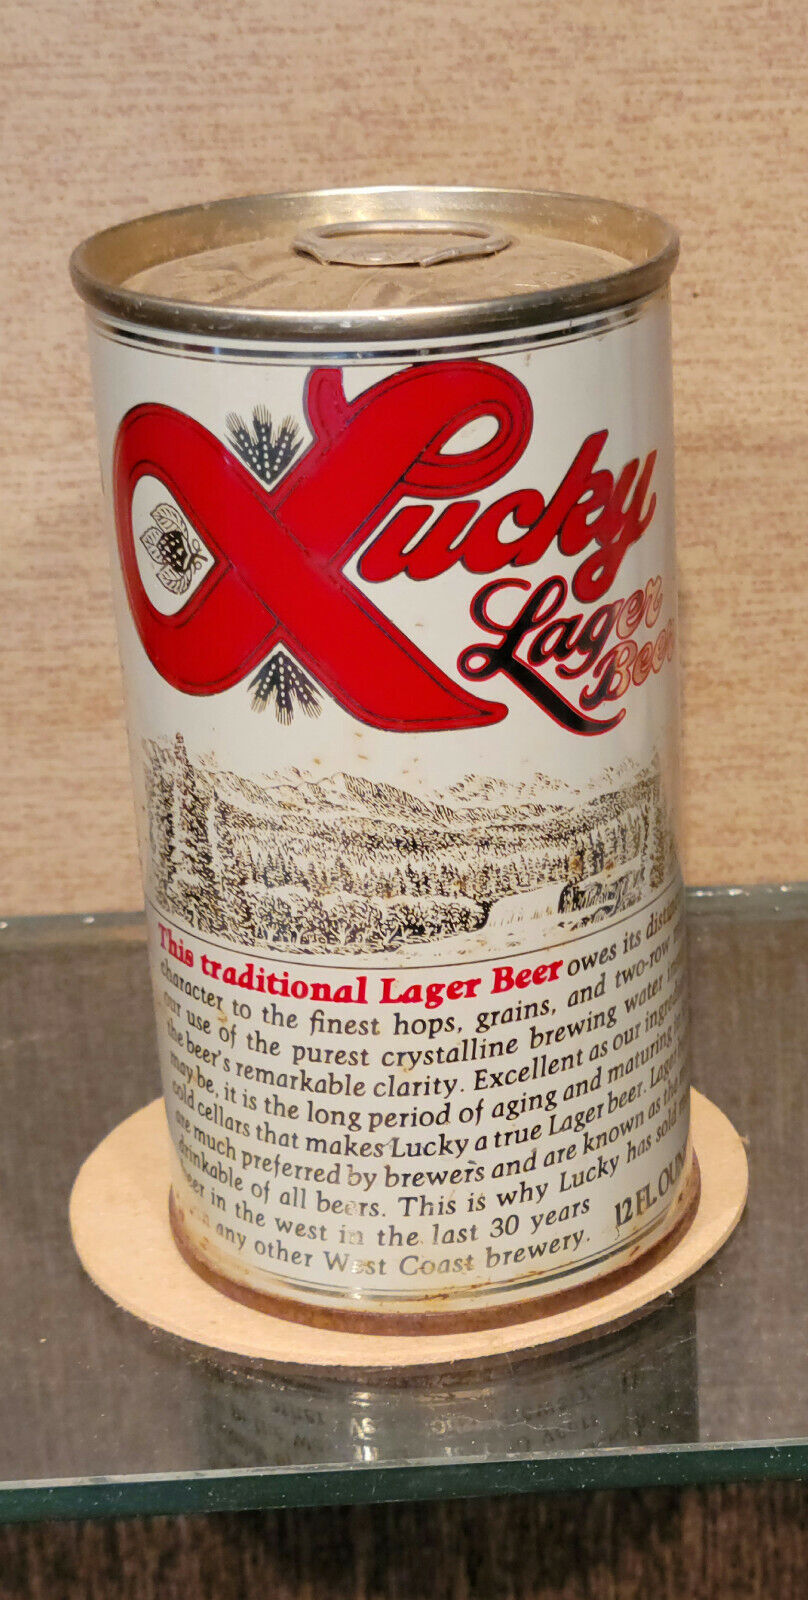 Lucky
Lager
Beer
This traditional Lager Beer owes its
character to the finest hops, grains, and two-row
our use of the purest crystalline brewing water
the beer's remarkable clarity. Excellent as our
may be, it is the long period of aging and maturing
cold cellars that makes Lucky a true Lager beer. Lager
are much preferred by brewers and are known as the
drinkable of all beers. This is why Lucky has sold
beer in the west in the last 30 years
any other West Coast brewery.
12 FL. OUN